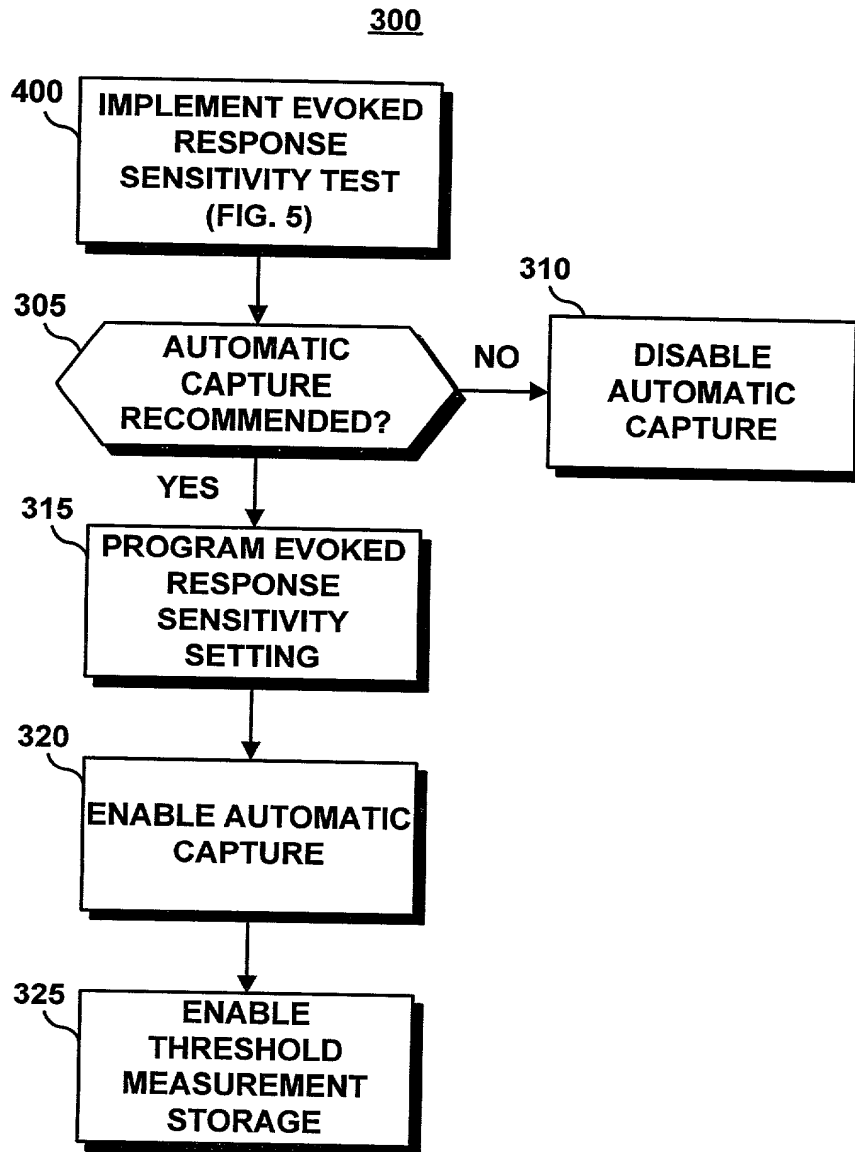 300
400
IMPLEMENT EVOKED
RESPONSE
SENSITIVITY TEST
(FIG. 5)
305
AUTOMATIC
CAPTURE
RECOMMENDED?
NO
310
DISABLE
AUTOMATIC
CAPTURE
YES
315
PROGRAM EVOKED
RESPONSE
SENSITIVITY
SETTING
320
ENABLE AUTOMATIC
CAPTURE
325
ENABLE
THRESHOLD
MEASUREMENT
STORAGE